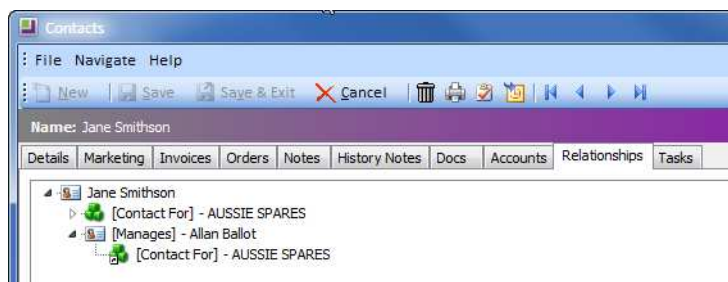 Contacts
File Navigate Help
New Save Save & Exit Cancel
Name: Jane Smithson
Details Marketing Invoices Orders Notes History Notes Docs Accounts Relationships Tasks
Jane Smithson
[Contact For] - AUSSIE SPARES
[Manages] - Allan Ballot
[Contact For] - AUSSIE SPARES